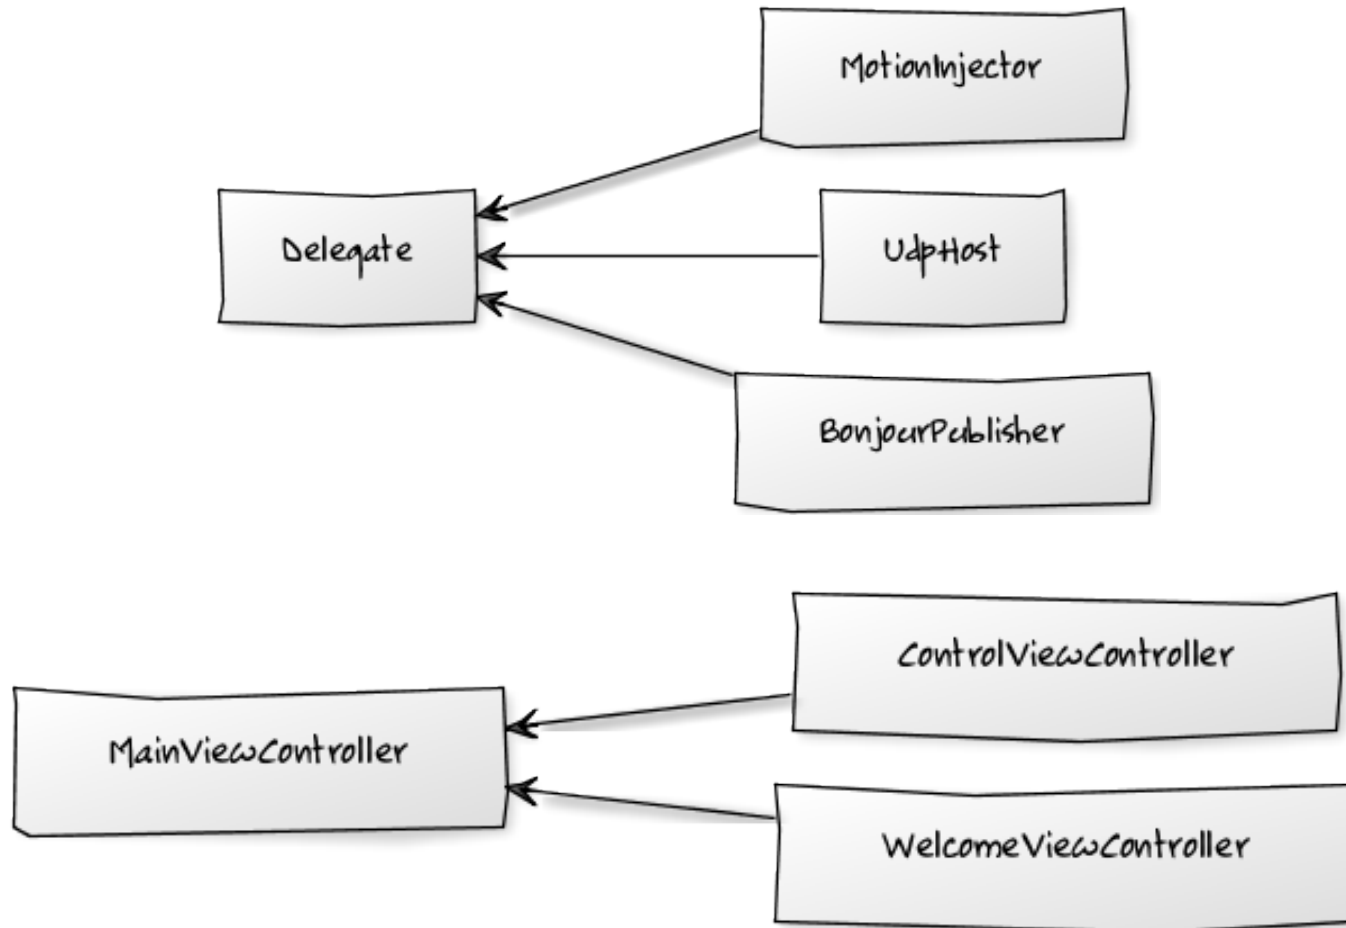 MotionInjector
Delegate
UdpHost
BonjourPublisher
ControlViewController
MainViewController
WelcomeViewController